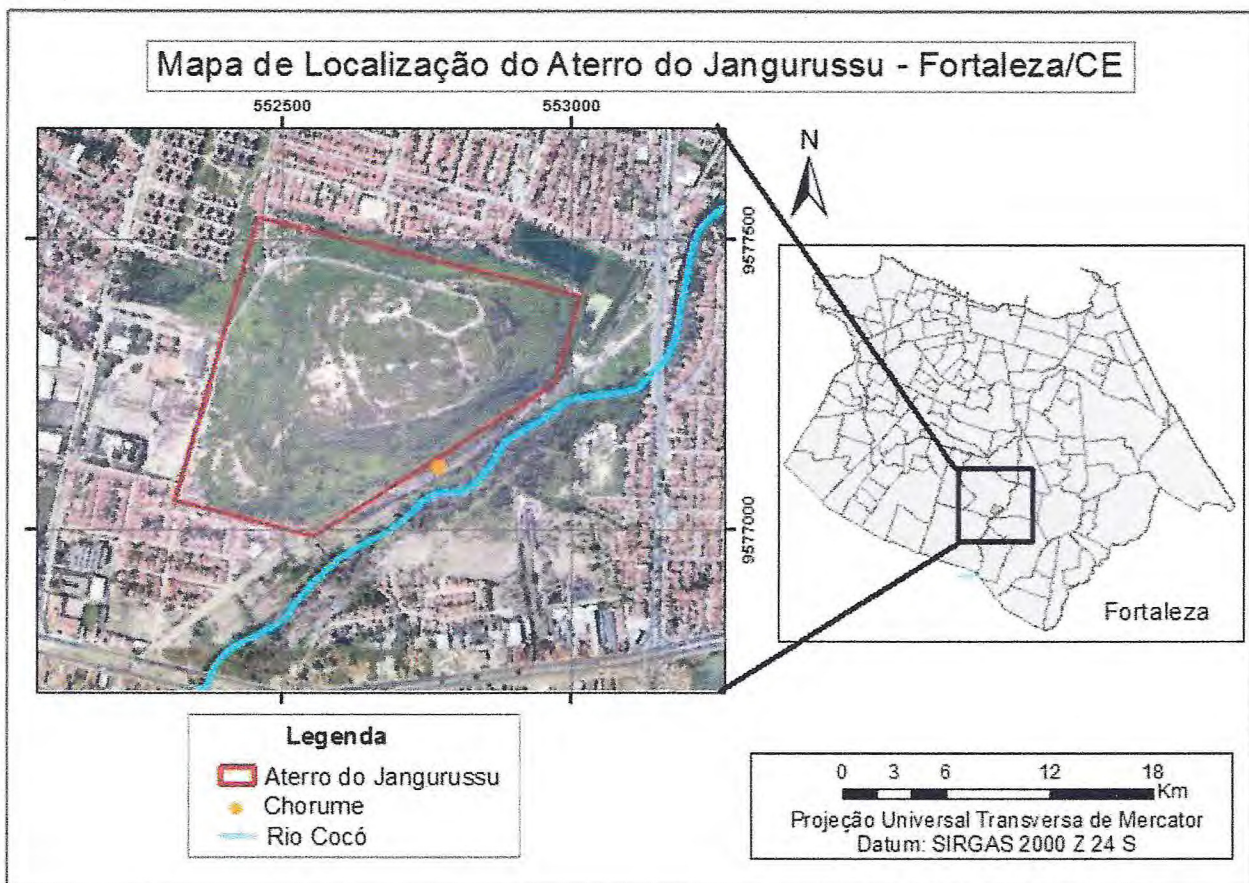 Mapa de Localização do Aterro do Jangurussu - Fortaleza/CE
552500 553000
N
9577500
9577000
Fortaleza
Legenda
Aterro do Jangurussu
Chorume
Rio Cocó
0 3 6 12 18
Km
Projeção Universal Transversa de Mercator
Datum: SIRGAS 2000 Z 24 S